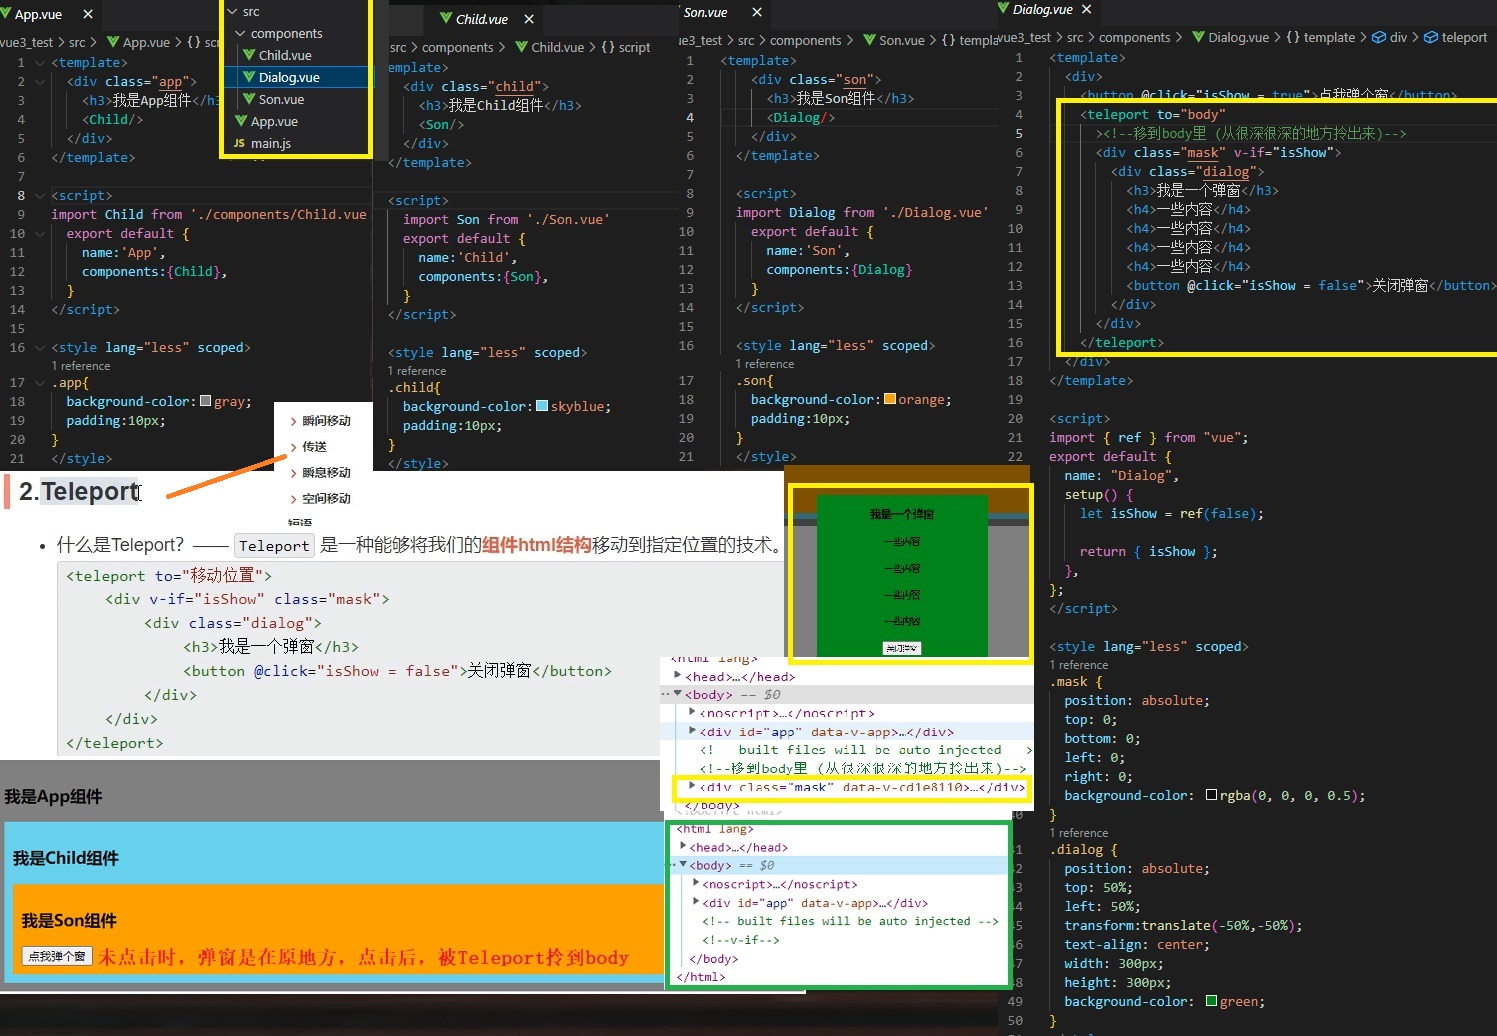 App.vue ×
vue3_test > src > App.vue > {} scr
1 <template>
2 <div class="app">
3 <h3>我是App组件</h3
4 <Child/>
5 </div>
6 </template>
7
8 <script>
9 import Child from './components/Child.vue
10 export default {
11 name:'App',
12 components:{Child},
13 }
14 </script>
15
16 <style lang="less" scoped>
1 reference
17 .app{
18 background-color:gray;
19 padding:10px;
20 }
21 </style>
src
components
Child.vue
Dialog.vue
Son.vue
App.vue
JS main.js
Child.vue ×
src > components > Child.vue > {} script
emplate>
<div class="child">
<h3>我是Child组件</h3>
<Son/>
</div>
</template>
<script>
import Son from './Son.vue'
export default {
name:'Child',
components:{Son},
}
</script>
<style lang="less" scoped>
1 reference
.child{
background-color:skyblue;
padding:10px;
}
</style>
Son.vue ×
ue3_test > src > components > Son.vue > {} templa
1 <template>
2 <div class="son">
3 <h3>我是Son组件</h3>
4 <Dialog/>
5 </div>
6 </template>
7
8 <script>
9 import Dialog from './Dialog.vue'
10 export default {
11 name:'Son',
12 components:{Dialog}
13 }
14 </script>
15
16 <style lang="less" scoped>
1 reference
17 .son{
18 background-color:orange;
19 padding:10px;
20 }
21 </style>
Dialog.vue ×
vue3_test > src > components > Dialog.vue > {} template > div > teleport
1 <template>
2 <div>
3 <button @click="isShow = true">点我弹个窗</button>
4 <teleport to="body"
5 ><!--移到body里 (从很深很深的地方拎出来)-->
6 <div class="mask" v-if="isShow">
7 <div class="dialog">
8 <h3>我是一个弹窗</h3>
9 <h4>一些内容</h4>
10 <h4>一些内容</h4>
11 <h4>一些内容</h4>
12 <h4>一些内容</h4>
13 <button @click="isShow = false">关闭弹窗</button>
14 </div>
15 </div>
16 </teleport>
17 </div>
18 </template>
19
20 <script>
21 import { ref } from "vue";
22 export default {
name: "Dialog",
setup() {
let isShow = ref(false);
return { isShow };
},
};
</script>
<style lang="less" scoped>
1 reference
.mask {
position: absolute;
top: 0;
bottom: 0;
left: 0;
right: 0;
background-color: rgba(0, 0, 0, 0.5);
40 }
1 reference
41 .dialog {
42 position: absolute;
43 top: 50%;
44 left: 50%;
45 transform:translate(-50%,-50%);
46 text-align: center;
47 width: 300px;
48 height: 300px;
49 background-color: green;
50 }
> 瞬间移动
> 传送
> 瞬息移动
> 空间移动
短语
2.Teleport
• 什么是Teleport？—— Teleport 是一种能够将我们的组件html结构移动到指定位置的技术。
<teleport to="移动位置">
<div v-if="isShow" class="mask">
<div class="dialog">
<h3>我是一个弹窗</h3>
<button @click="isShow = false">关闭弹窗</button>
</div>
</div>
</teleport>
我是一个弹窗
一些内容
一些内容
一些内容
一些内容
关闭弹窗
<html lang>
<head>…</head>
<body> == $0
<noscript>…</noscript>
<div id="app" data-v-app>…</div>
<! built files will be auto injected >
<!--移到body里 (从很深很深的地方拎出来)-->
<div class="mask" data-v-cd1e8110>…</div>
</body>
<html lang>
<head>…</head>
<body> == $0
<noscript>…</noscript>
<div id="app" data-v-app>…</div>
<!-- built files will be auto injected -->
<!--v-if-->
</body>
</html>
我是App组件
我是Child组件
我是Son组件
点我弹个窗 未点击时，弹窗是在原地方，点击后，被Teleport拎到body